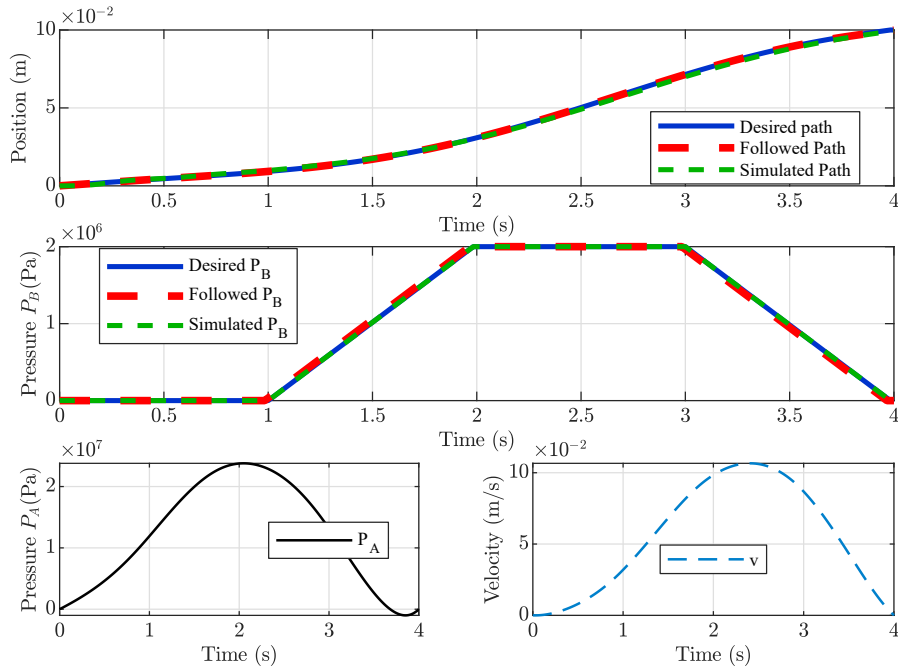 ×10⁻²
10
5
0
Position (m)
0 0.5 1 1.5 2 2.5 3 3.5 4
Time (s)
Desired path
Followed Path
Simulated Path
×10⁶
2
1
0
Pressure P_B (Pa)
0 0.5 1 1.5 2 2.5 3 3.5 4
Time (s)
Desired P_B
Followed P_B
Simulated P_B
×10⁷
2
1
0
Pressure P_A (Pa)
0 1 2 3 4
Time (s)
P_A
×10⁻²
10
5
0
Velocity (m/s)
0 1 2 3 4
Time (s)
v